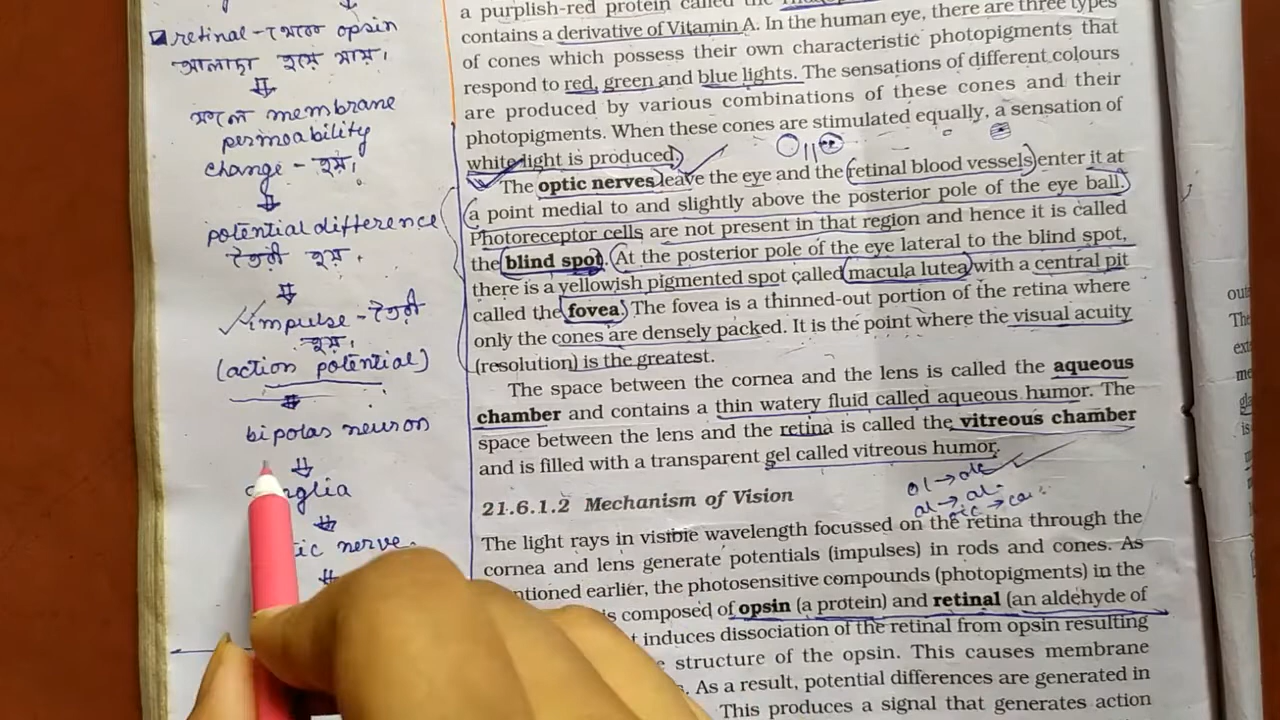 retinal - থেকে opsin
আলাদা হয়ে যায়।
ফলে membrane
permeability
change - হয়।
potential difference
তৈরী হয়।
impulse - তৈরী
হয়।
(action potential)
bipolar neuron
glia
tic nerve.
a purplish-red protein called the
contains a derivative of Vitamin A. In the human eye, there are three types
of cones which possess their own characteristic photopigments that
respond to red, green and blue lights. The sensations of different colours
are produced by various combinations of these cones and their
photopigments. When these cones are stimulated equally, a sensation of
white light is produced.
The optic nerves leave the eye and the retinal blood vessels enter it at
a point medial to and slightly above the posterior pole of the eye ball.
Photoreceptor cells are not present in that region and hence it is called
the blind spot. At the posterior pole of the eye lateral to the blind spot,
there is a yellowish pigmented spot called macula lutea with a central pit
called the fovea. The fovea is a thinned-out portion of the retina where
only the cones are densely packed. It is the point where the visual acuity
(resolution) is the greatest.
The space between the cornea and the lens is called the aqueous
chamber and contains a thin watery fluid called aqueous humor. The
space between the lens and the retina is called the vitreous chamber
and is filled with a transparent gel called vitreous humor.
21.6.1.2 Mechanism of Vision
The light rays in visible wavelength focussed on the retina through the
cornea and lens generate potentials (impulses) in rods and cones. As
ntioned earlier, the photosensitive compounds (photopigments) in the
is composed of opsin (a protein) and retinal (an aldehyde of
t induces dissociation of the retinal from opsin resulting
structure of the opsin. This causes membrane
s. As a result, potential differences are generated in
This produces a signal that generates action